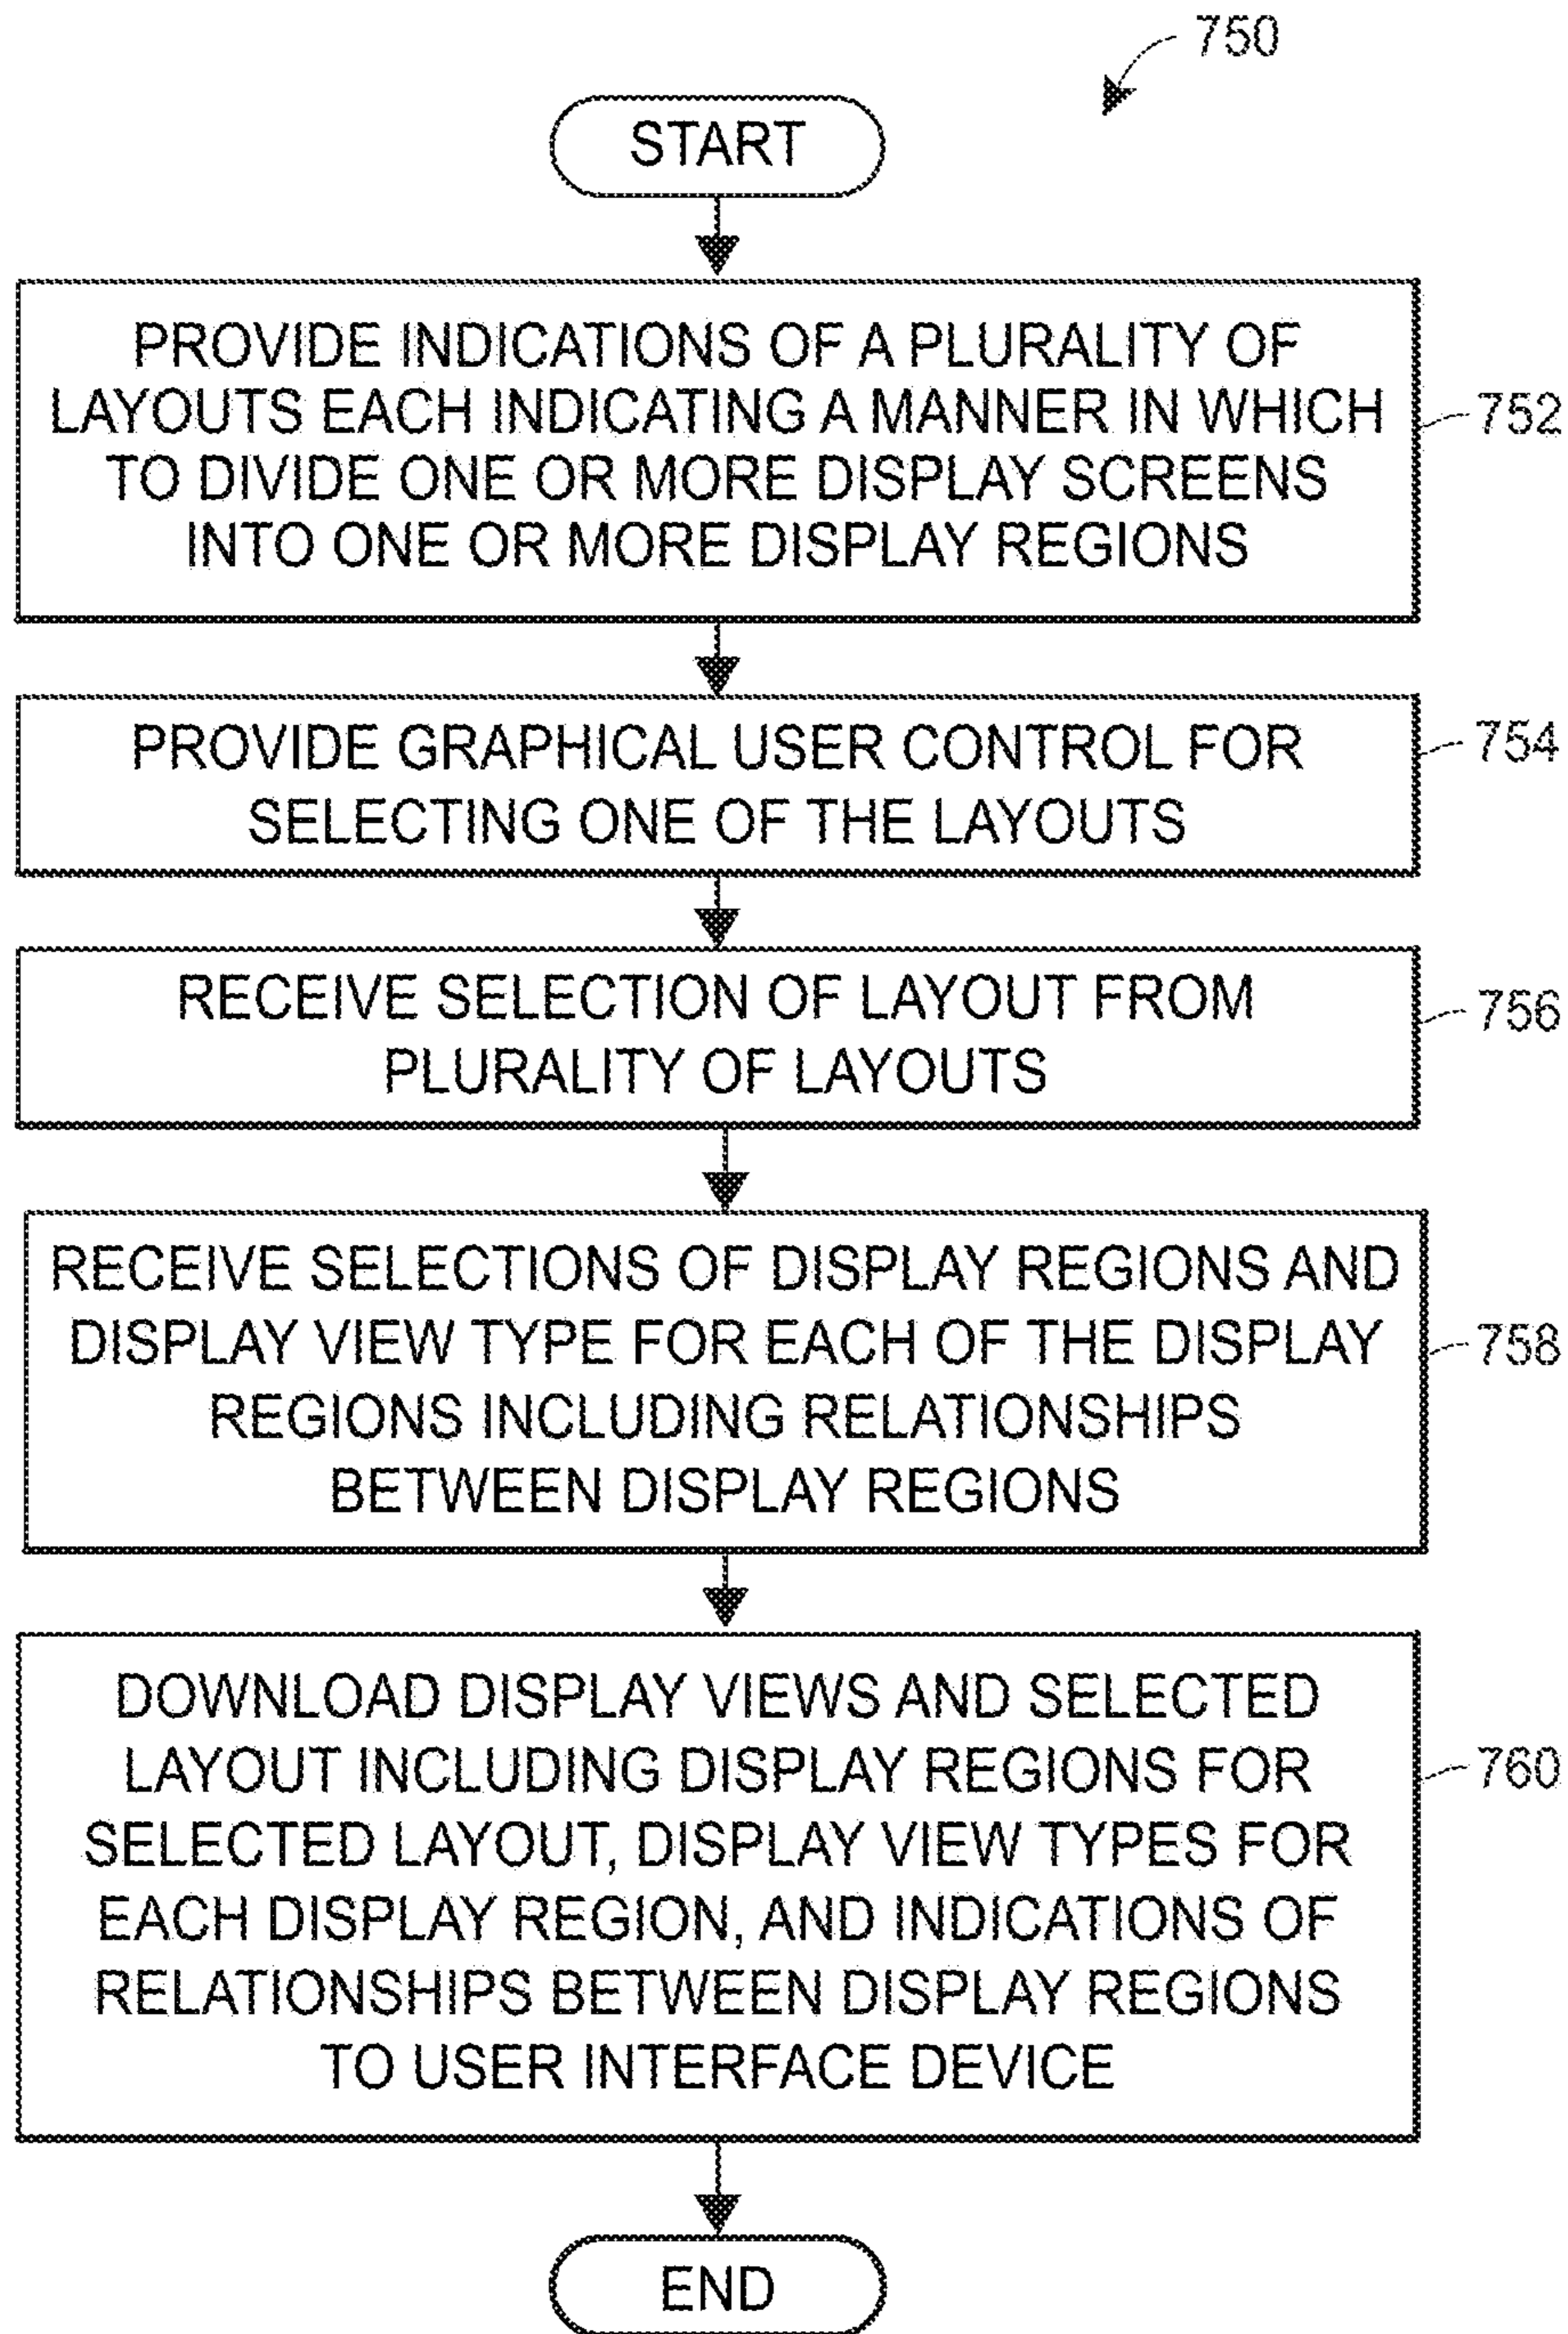 750
START
PROVIDE INDICATIONS OF A PLURALITY OF
LAYOUTS EACH INDICATING A MANNER IN WHICH
TO DIVIDE ONE OR MORE DISPLAY SCREENS
INTO ONE OR MORE DISPLAY REGIONS
752
PROVIDE GRAPHICAL USER CONTROL FOR
SELECTING ONE OF THE LAYOUTS
754
RECEIVE SELECTION OF LAYOUT FROM
PLURALITY OF LAYOUTS
756
RECEIVE SELECTIONS OF DISPLAY REGIONS AND
DISPLAY VIEW TYPE FOR EACH OF THE DISPLAY
REGIONS INCLUDING RELATIONSHIPS
BETWEEN DISPLAY REGIONS
758
DOWNLOAD DISPLAY VIEWS AND SELECTED
LAYOUT INCLUDING DISPLAY REGIONS FOR
SELECTED LAYOUT, DISPLAY VIEW TYPES FOR
EACH DISPLAY REGION, AND INDICATIONS OF
RELATIONSHIPS BETWEEN DISPLAY REGIONS
TO USER INTERFACE DEVICE
760
END